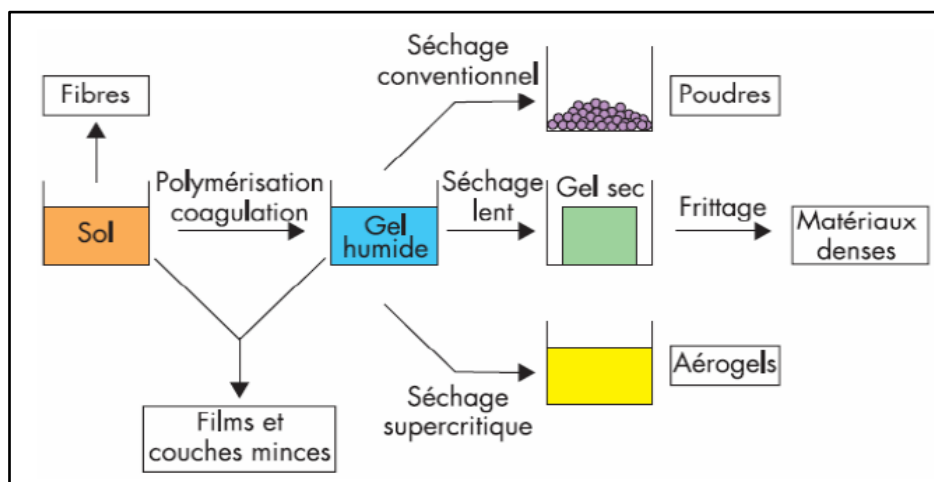 Séchage
conventionnel
Fibres
Poudres
Polymérisation
coagulation
Séchage
lent
Gel sec
Frittage
Sol
Gel
humide
Matériaux
denses
Aérogels
Séchage
supercritique
Films et
couches minces